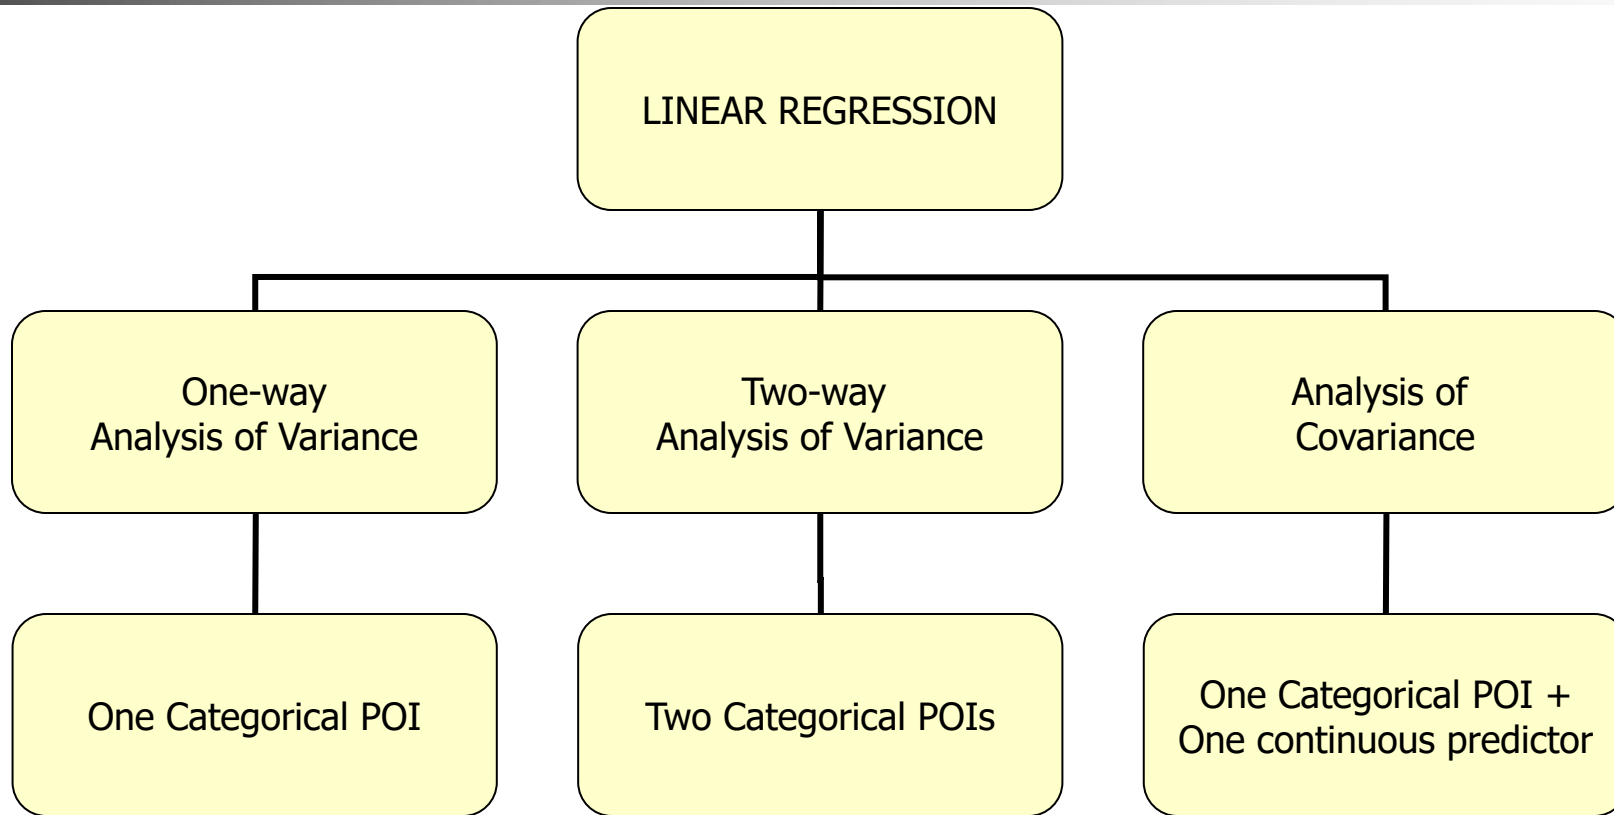 LINEAR REGRESSION
One-way
Analysis of Variance
Two-way
Analysis of Variance
Analysis of
Covariance
One Categorical POI
Two Categorical POIs
One Categorical POI +
One continuous predictor